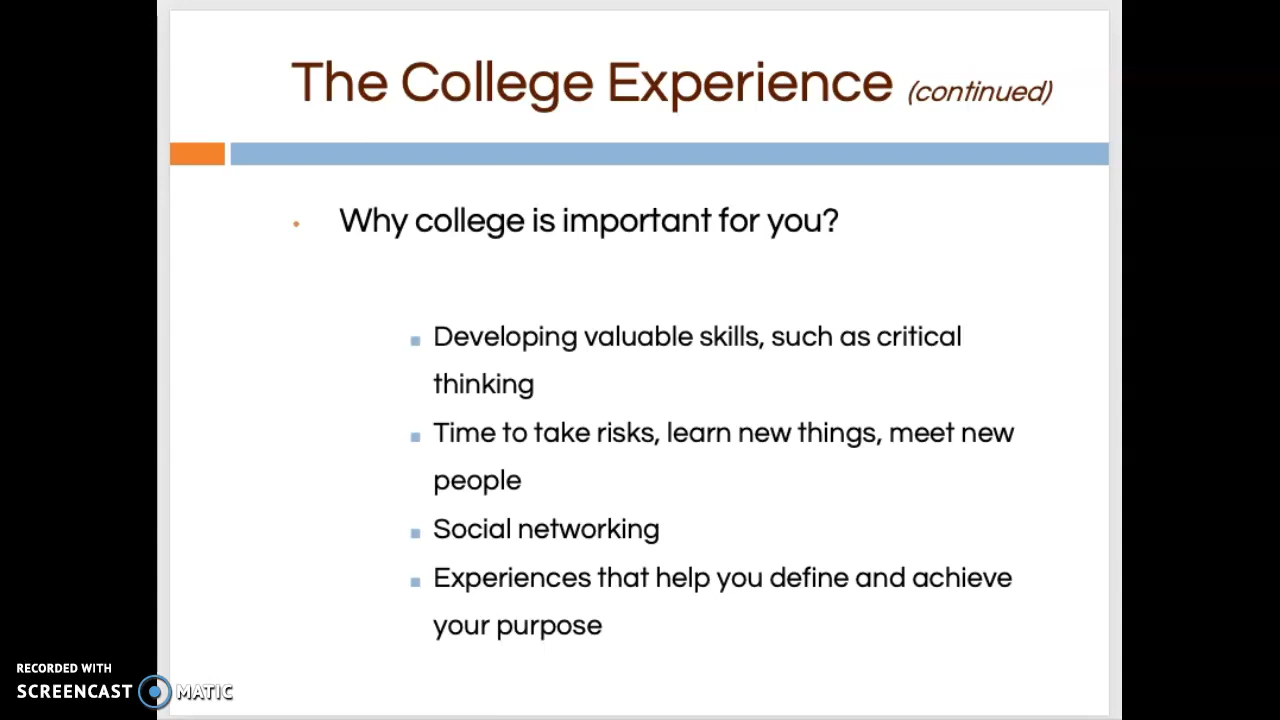 The College Experience (continued)
Why college is important for you?
Developing valuable skills, such as critical
thinking
Time to take risks, learn new things, meet new
people
Social networking
Experiences that help you define and achieve
your purpose
RECORDED WITH
SCREENCAST MATIC